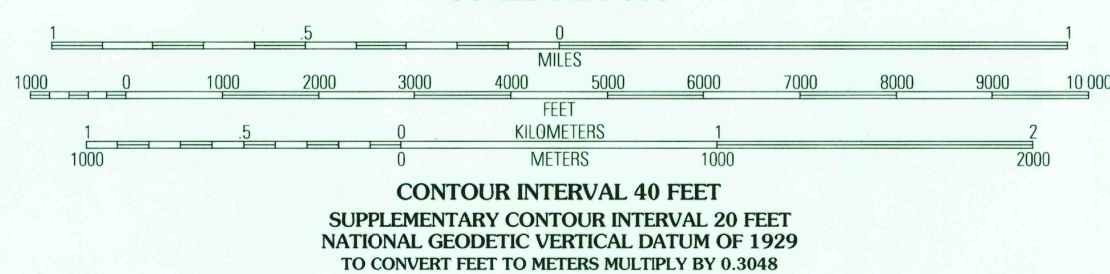 1 .5 0 1
MILES
1000 0 1000 2000 3000 4000 5000 6000 7000 8000 9000 10 000
FEET
1 .5 0 KILOMETERS 1 2
1000 0 METERS 1000 2000
CONTOUR INTERVAL 40 FEET
SUPPLEMENTARY CONTOUR INTERVAL 20 FEET
NATIONAL GEODETIC VERTICAL DATUM OF 1929
TO CONVERT FEET TO METERS MULTIPLY BY 0.3048